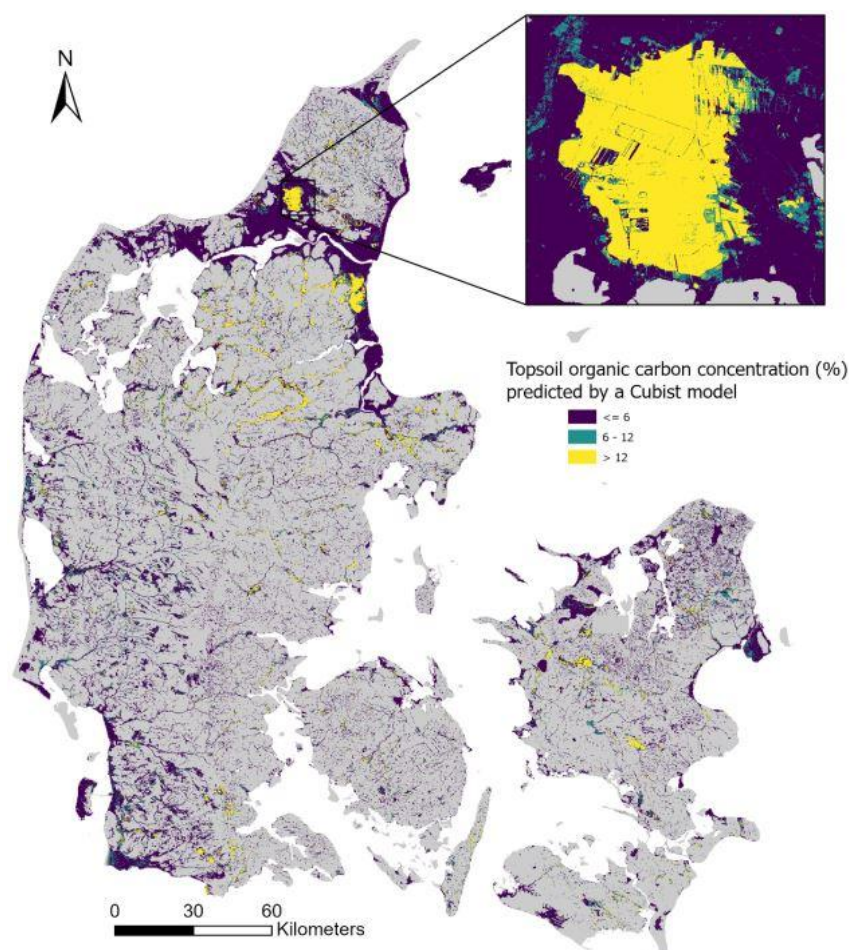 N
Topsoil organic carbon concentration (%)
predicted by a Cubist model
<= 6
6 - 12
> 12
0 30 60
Kilometers